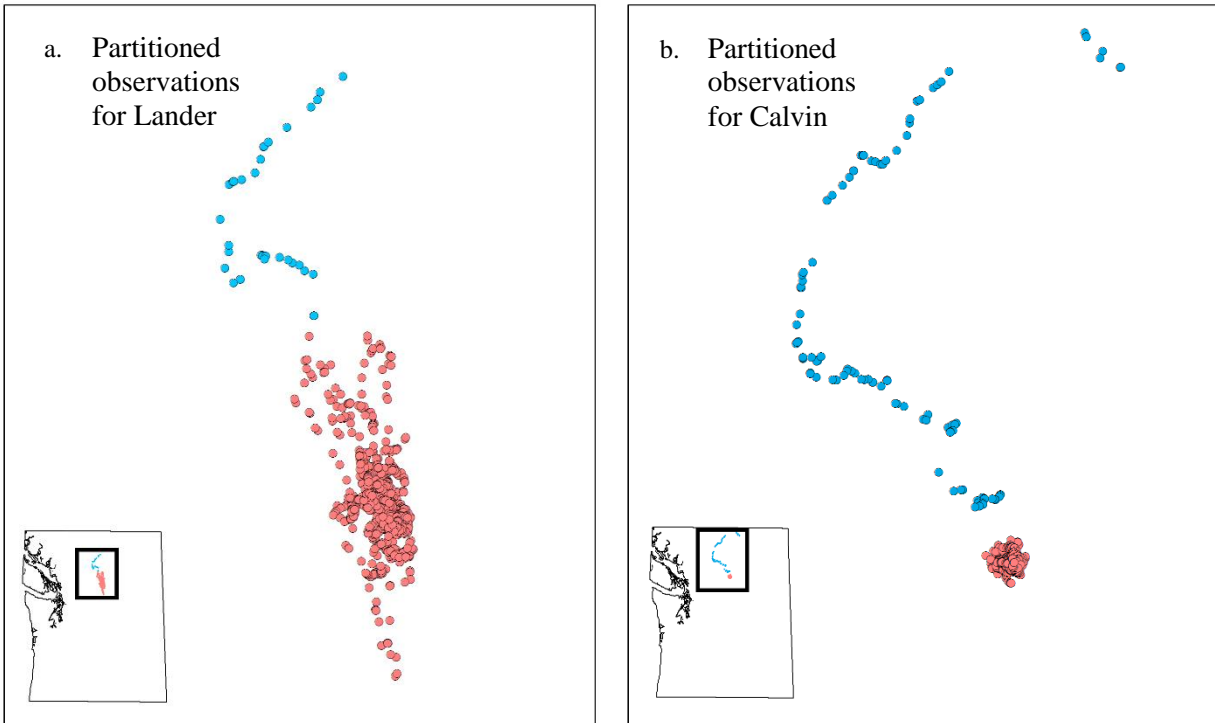 a. Partitioned
observations
for Lander
b. Partitioned
observations
for Calvin